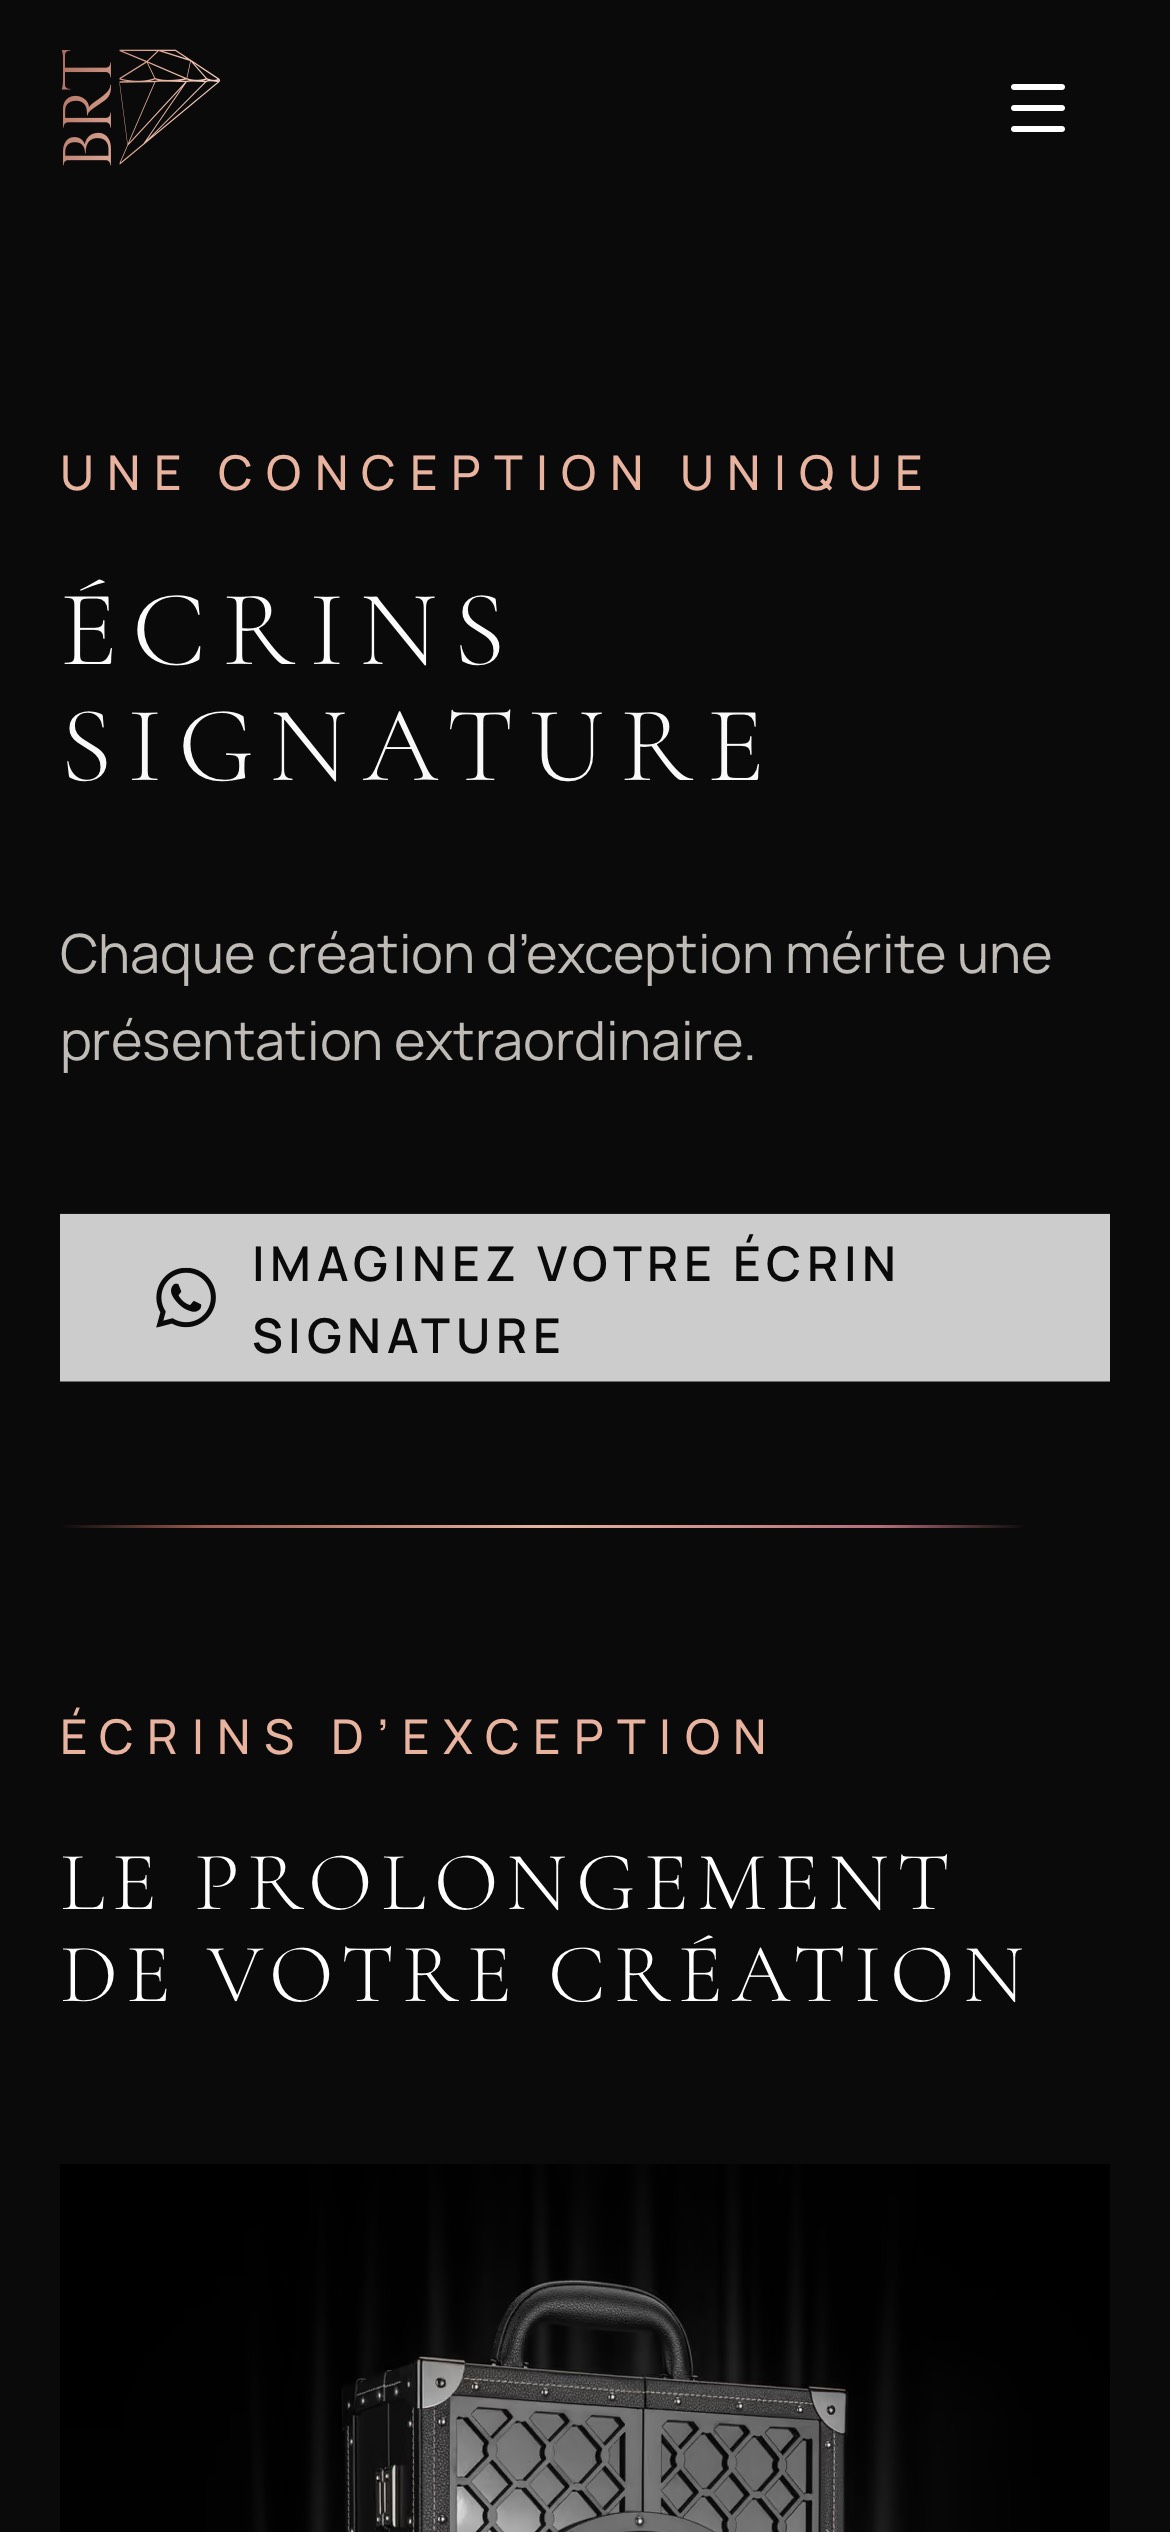 BRT
UNE CONCEPTION UNIQUE
ÉCRINS
SIGNATURE
Chaque création d’exception mérite une
présentation extraordinaire.
IMAGINEZ VOTRE ÉCRIN
SIGNATURE
ÉCRINS D’EXCEPTION
LE PROLONGEMENT
DE VOTRE CRÉATION